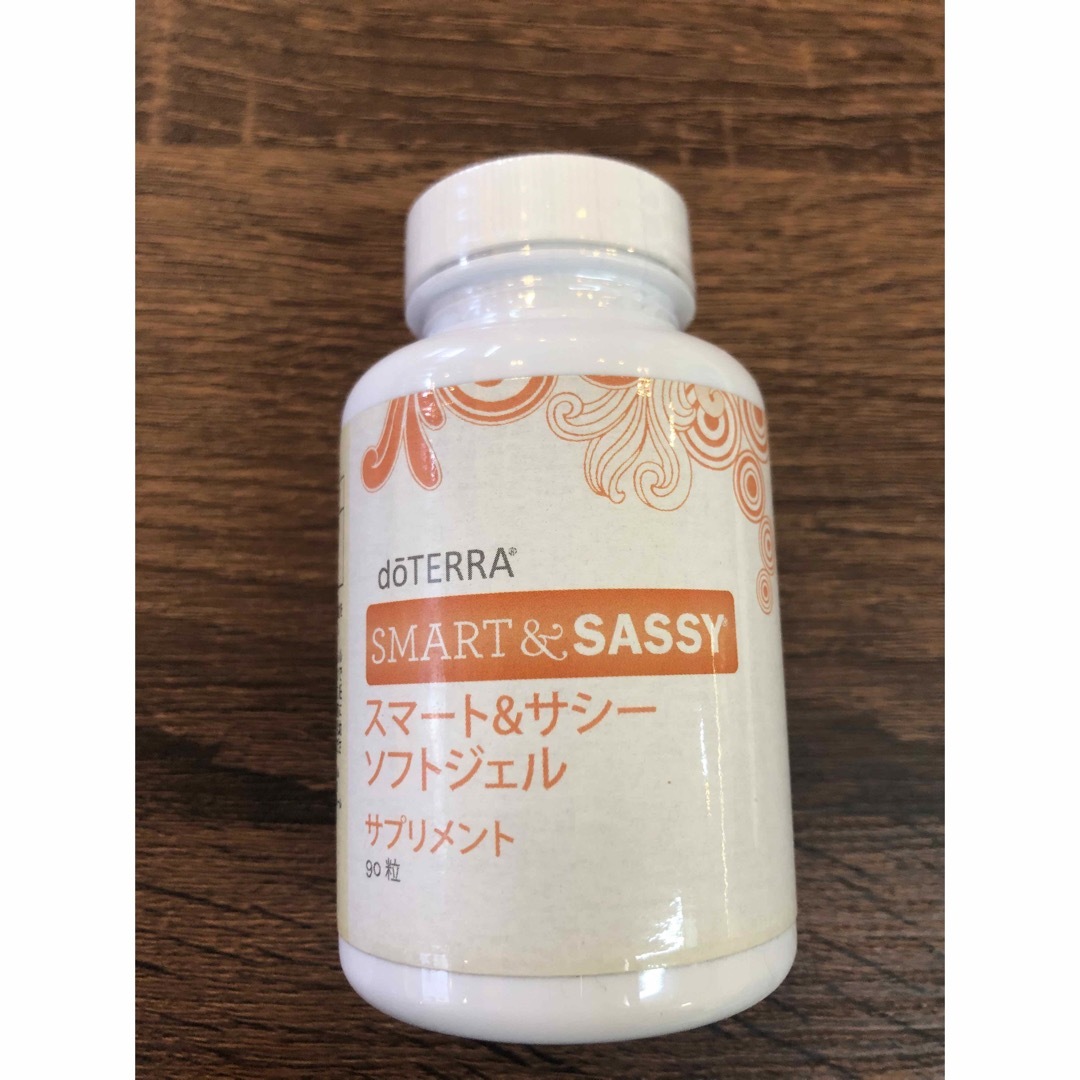 dōTERRA®
SMART & SASSY®
スマート&サシー
ソフトジェル
サプリメント
90 粒